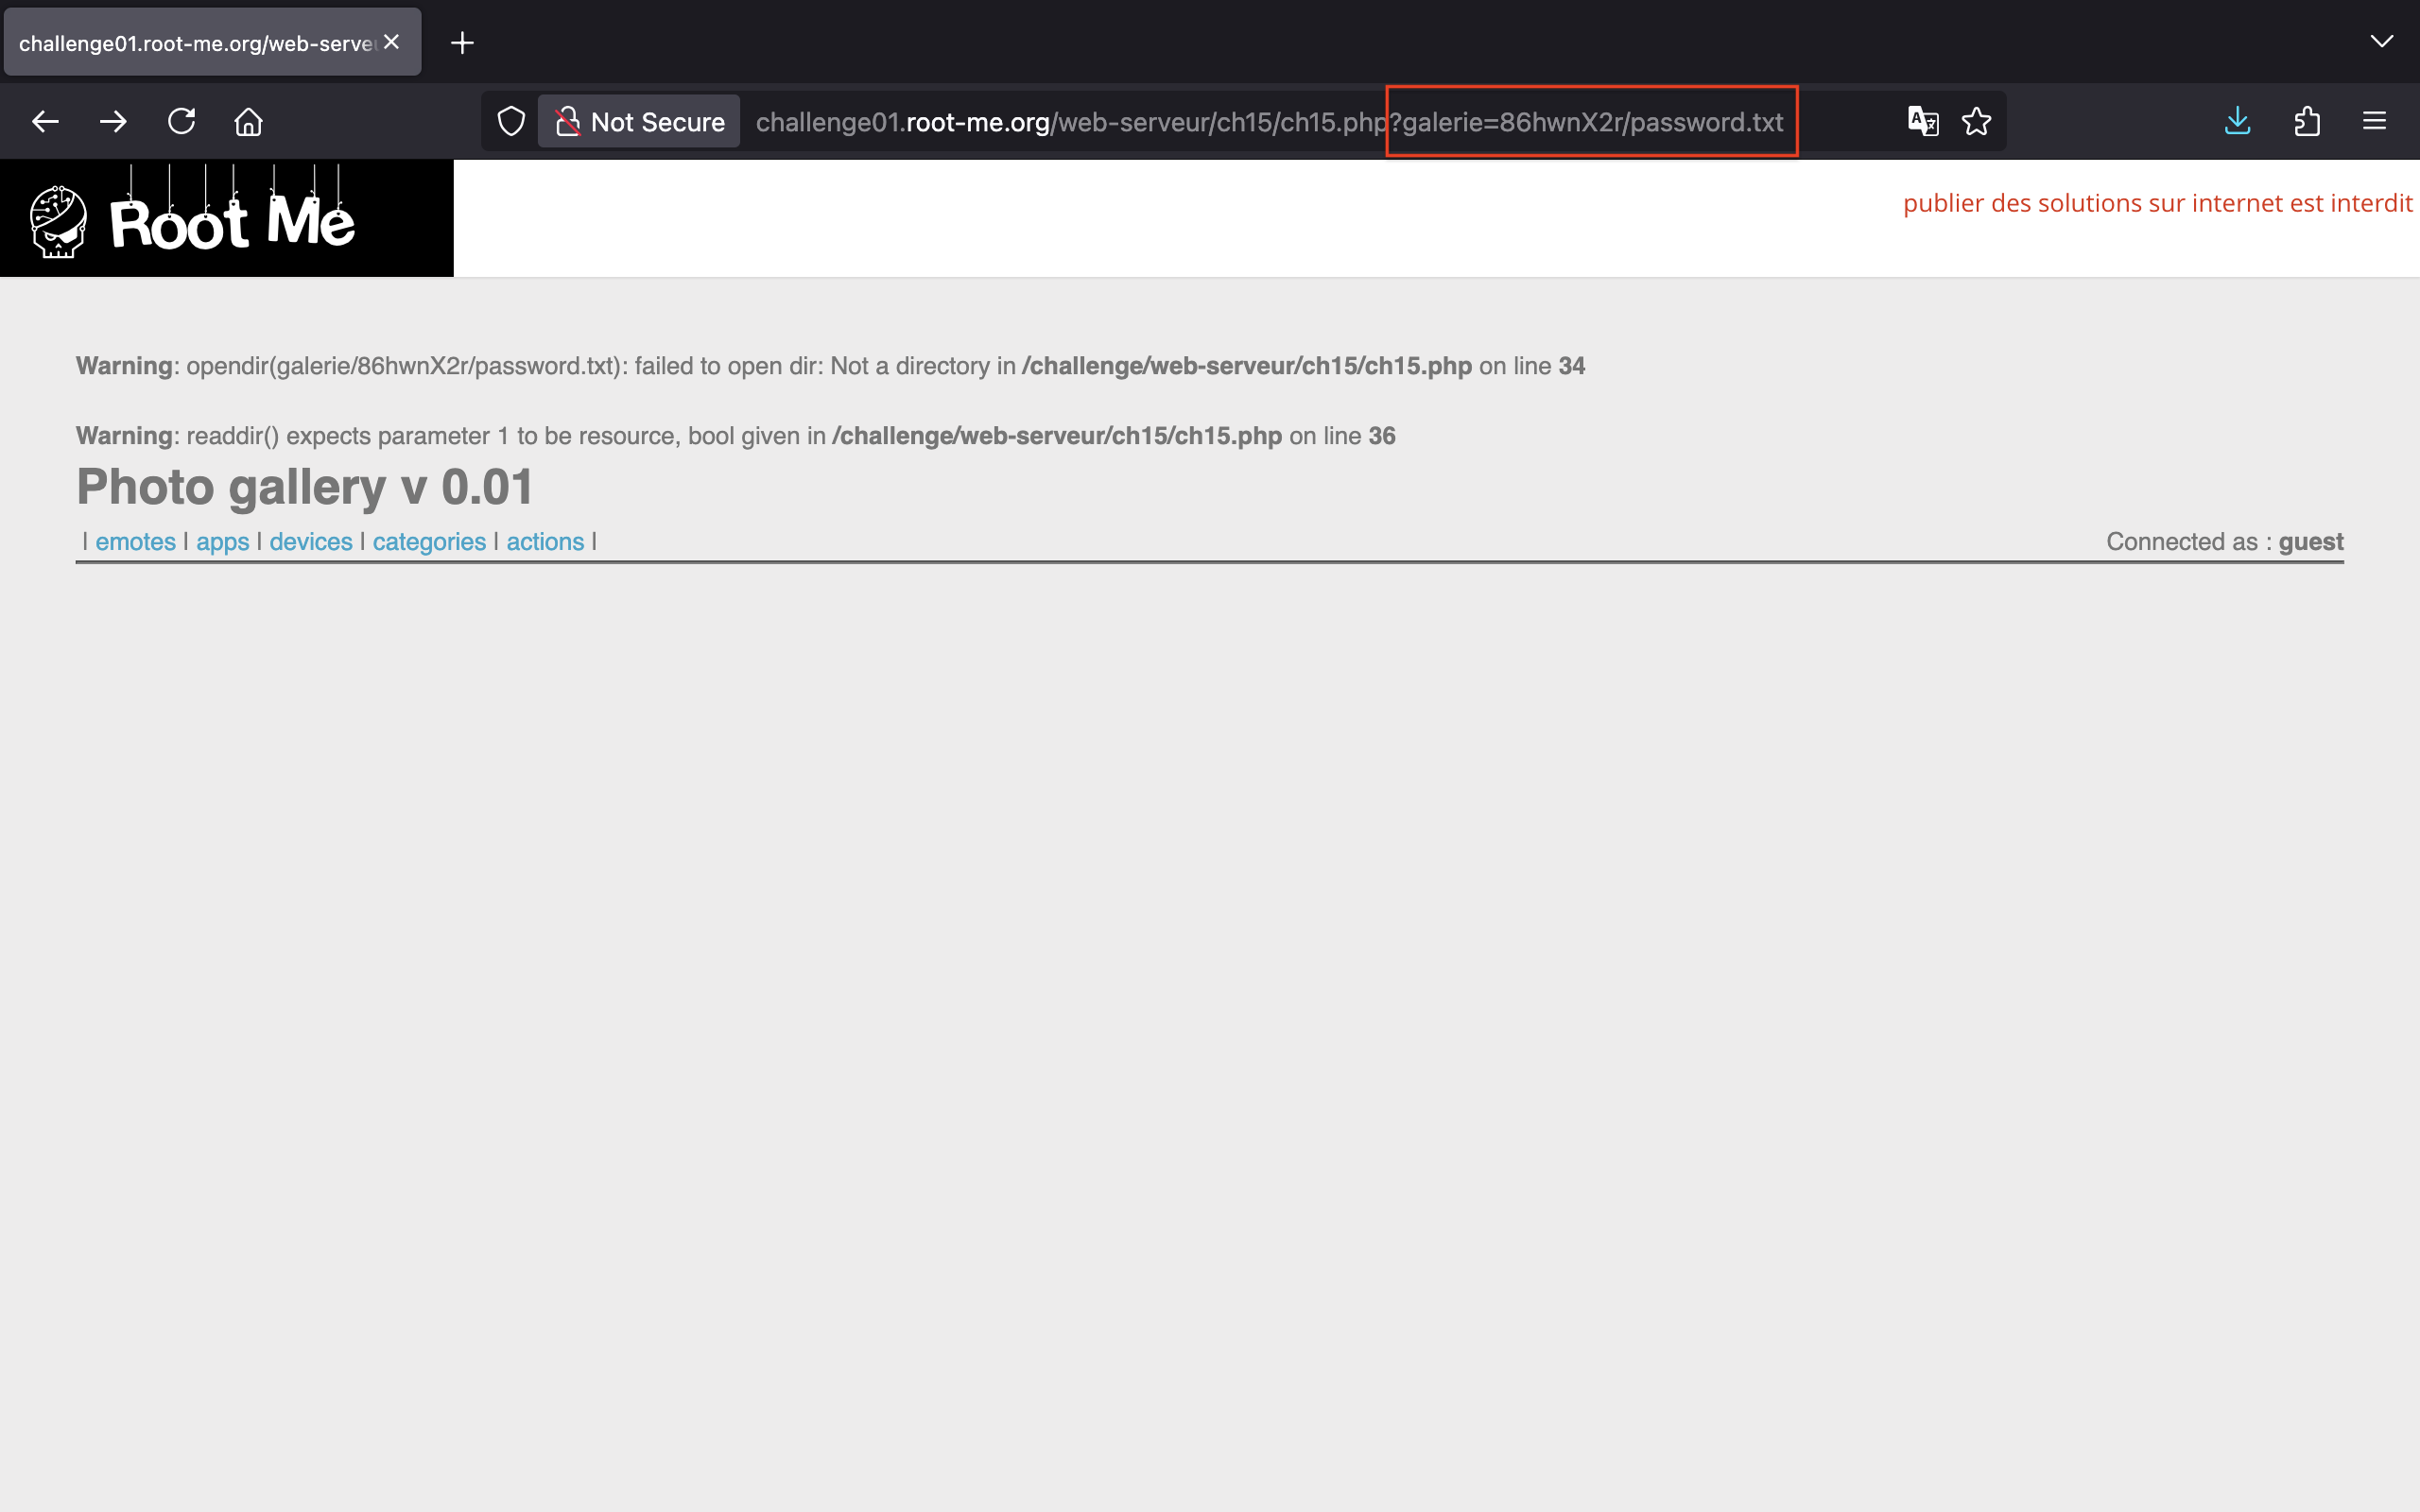 challenge01.root-me.org/web-serve
Not Secure challenge01.root-me.org/web-serveur/ch15/ch15.php?galerie=86hwnX2r/password.txt
Root Me
publier des solutions sur internet est interdit
Warning: opendir(galerie/86hwnX2r/password.txt): failed to open dir: Not a directory in /challenge/web-serveur/ch15/ch15.php on line 34
Warning: readdir() expects parameter 1 to be resource, bool given in /challenge/web-serveur/ch15/ch15.php on line 36
Photo gallery v 0.01
| emotes | apps | devices | categories | actions |
Connected as : guest